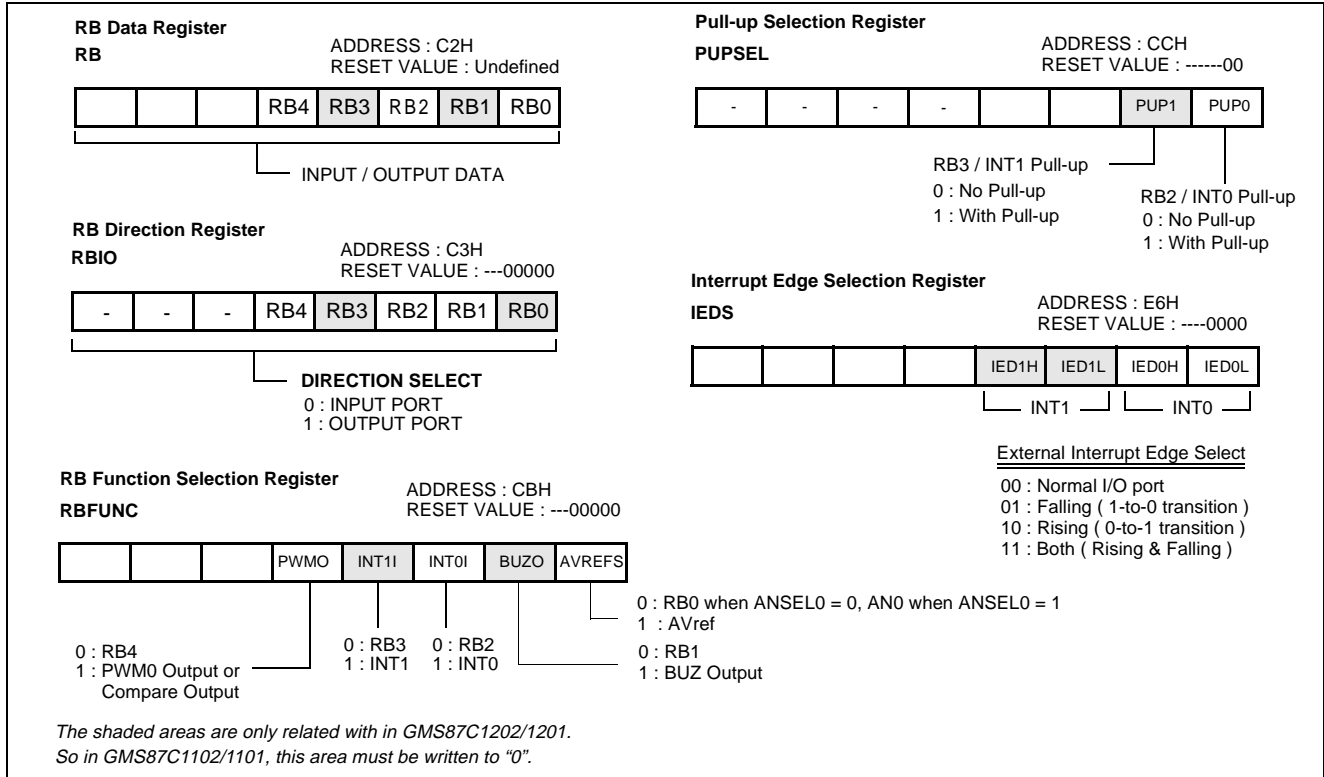 RB Data Register
RB
ADDRESS : C2H
RESET VALUE : Undefined
RB4 RB3 RB2 RB1 RB0
INPUT / OUTPUT DATA
RB Direction Register
RBIO
ADDRESS : C3H
RESET VALUE : ---00000
- - - RB4 RB3 RB2 RB1 RB0
DIRECTION SELECT
0 : INPUT PORT
1 : OUTPUT PORT
RB Function Selection Register
RBFUNC
ADDRESS : CBH
RESET VALUE : ---00000
PWMO INT1I INT0I BUZO AVREFS
0 : RB4
1 : PWM0 Output or
Compare Output
0 : RB3
1 : INT1
0 : RB2
1 : INT0
0 : RB0 when ANSEL0 = 0, AN0 when ANSEL0 = 1
1 : AVref
0 : RB1
1 : BUZ Output
Pull-up Selection Register
PUPSEL
ADDRESS : CCH
RESET VALUE : ------00
- - - - PUP1 PUP0
RB3 / INT1 Pull-up
0 : No Pull-up
1 : With Pull-up
RB2 / INT0 Pull-up
0 : No Pull-up
1 : With Pull-up
Interrupt Edge Selection Register
IEDS
ADDRESS : E6H
RESET VALUE : ----0000
IED1H IED1L IED0H IED0L
INT1 INT0
External Interrupt Edge Select
00 : Normal I/O port
01 : Falling ( 1-to-0 transition )
10 : Rising ( 0-to-1 transition )
11 : Both ( Rising & Falling )
The shaded areas are only related with in GMS87C1202/1201.
So in GMS87C1102/1101, this area must be written to “0”.